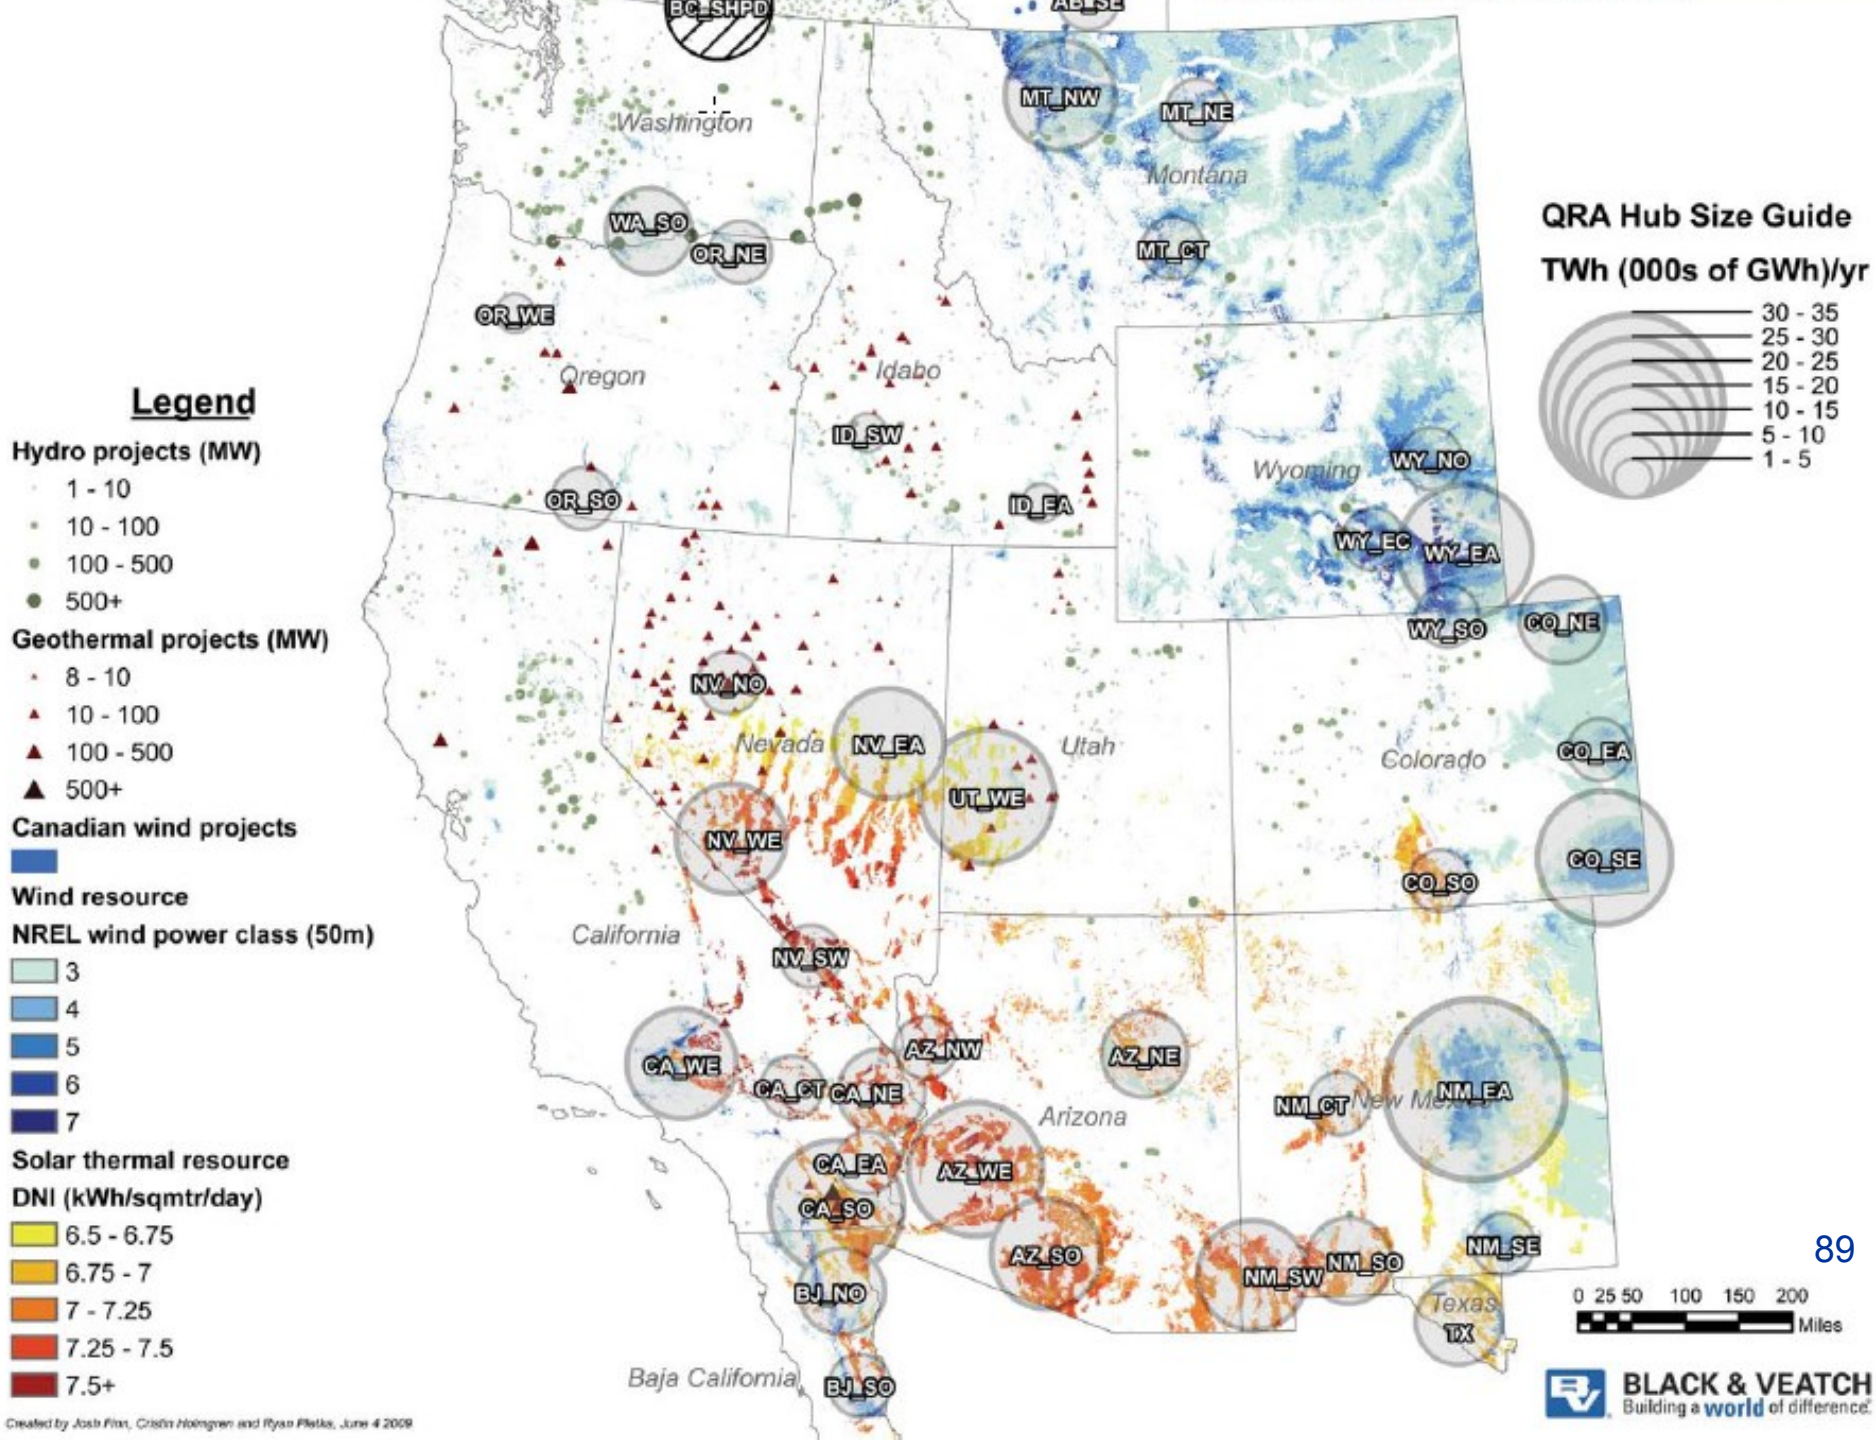 BC_SHPD
AB_SE
MT_NW
MT_NE
Washington
Montana
WA_SO
OR_NE
MT_CT
OR_WE
Oregon
Idaho
ID_SW
Wyoming
WY_NO
OR_SO
ID_EA
WY_EC
WY_EA
WY_SO
CO_NE
NV_NO
Nevada
NV_EA
Utah
Colorado
CO_EA
UT_WE
NV_WE
CO_SE
CO_SO
California
NV_SW
CA_WE
AZ_NW
AZ_NE
CA_CT
CA_NE
NM_CT
New Mex
NM_EA
Arizona
CA_EA
AZ_WE
CA_SO
AZ_SO
NM_SW
NM_SO
NM_SE
BJ_NO
Texas
TX
Baja California
BJ_SO
QRA Hub Size Guide
TWh (000s of GWh)/yr
30 - 35
25 - 30
20 - 25
15 - 20
10 - 15
5 - 10
1 - 5
Legend
Hydro projects (MW)
1 - 10
10 - 100
100 - 500
500+
Geothermal projects (MW)
8 - 10
10 - 100
100 - 500
500+
Canadian wind projects
Wind resource
NREL wind power class (50m)
3
4
5
6
7
Solar thermal resource
DNI (kWh/sqmtr/day)
6.5 - 6.75
6.75 - 7
7 - 7.25
7.25 - 7.5
7.5+
Created by Josh Finn, Cristin Holmgren and Ryan Pletka, June 4 2009
89
0 25 50 100 150 200
Miles
BV
BLACK & VEATCH
Building a world of difference.